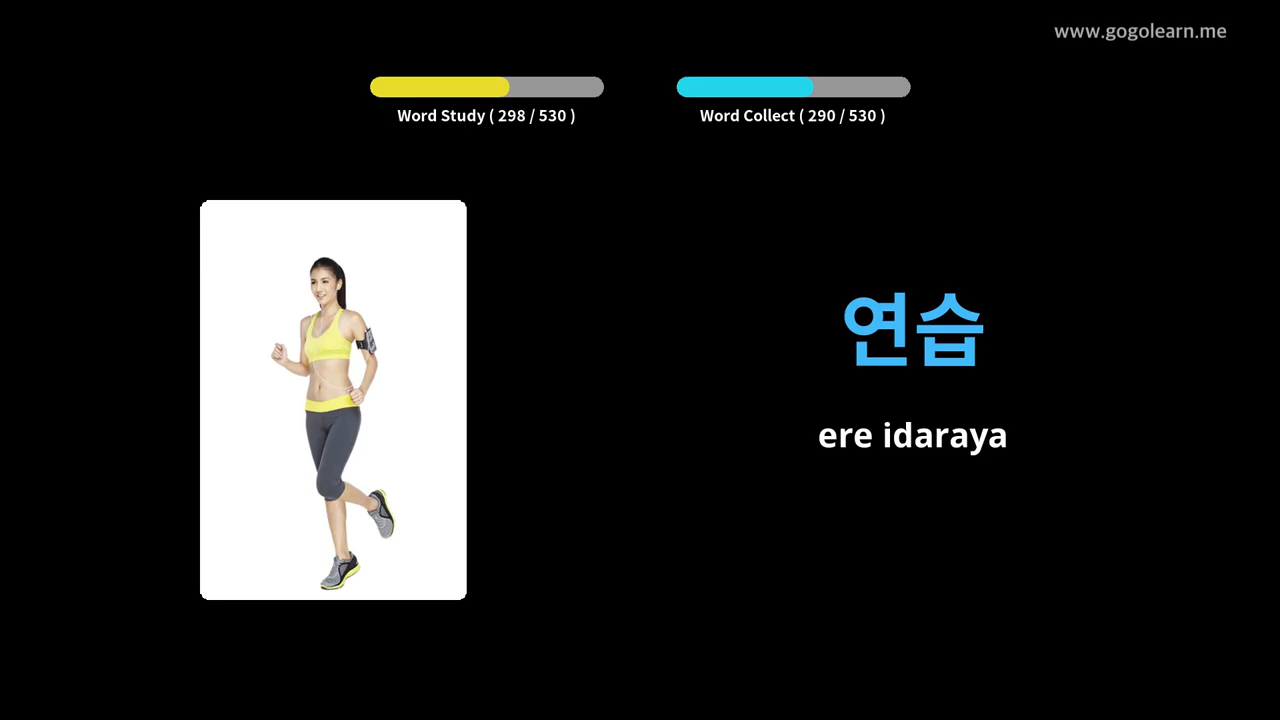 www.gogolearn.me
Word Study ( 298 / 530 )
Word Collect ( 290 / 530 )
연습
ere idaraya